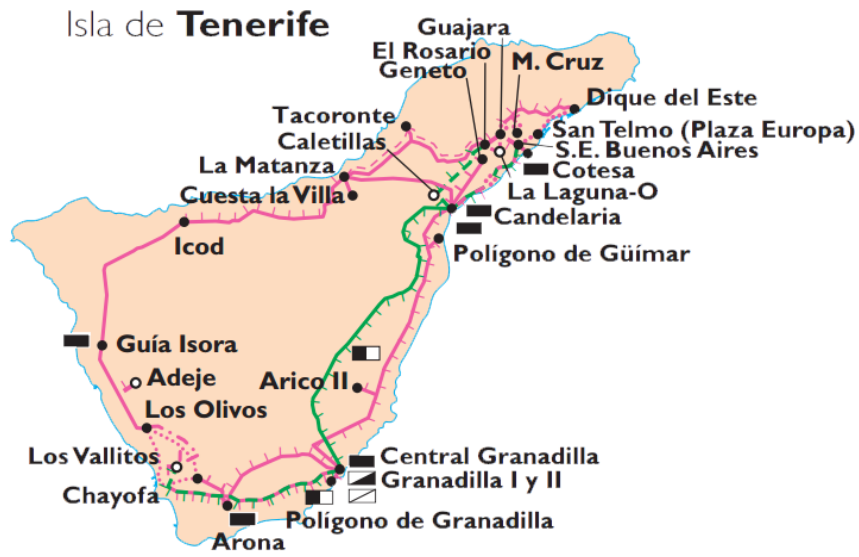 Isla de Tenerife
Guajara
El Rosario
Geneto
M. Cruz
Dique del Este
Tacoronte
Caletillas
San Telmo (Plaza Europa)
S.E. Buenos Aires
La Matanza
Cotesa
Cuesta la Villa
La Laguna-O
Candelaria
Icod
Polígono de Güímar
Guía Isora
Adeje
Arico II
Los Olivos
Los Vallitos
Central Granadilla
Granadilla I y II
Chayofa
Polígono de Granadilla
Arona